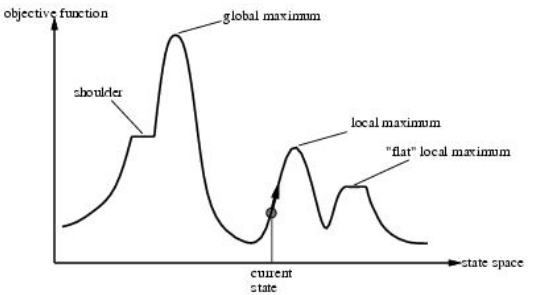 objective function
global maximum
shoulder
local maximum
"flat" local maximum
state space
current
state